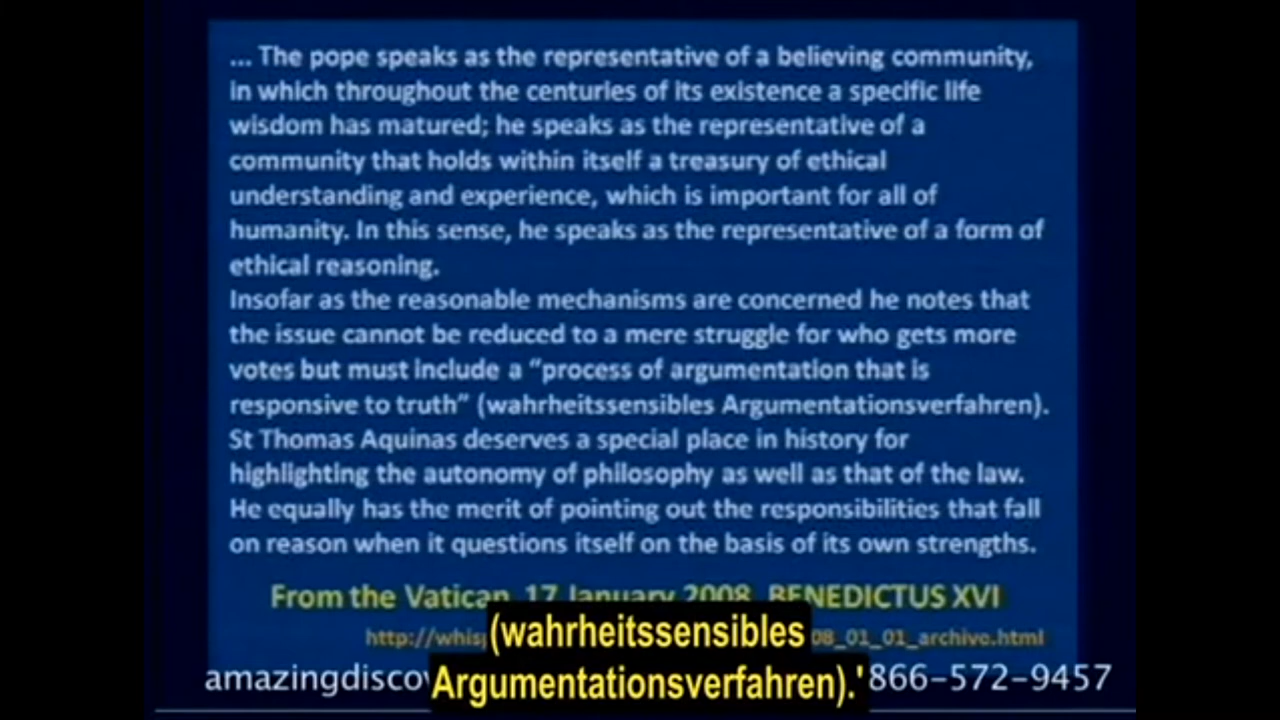 ... The pope speaks as the representative of a believing community,
in which throughout the centuries of its existence a specific life
wisdom has matured; he speaks as the representative of a
community that holds within itself a treasury of ethical
understanding and experience, which is important for all of
humanity. In this sense, he speaks as the representative of a form of
ethical reasoning.
Insofar as the reasonable mechanisms are concerned he notes that
the issue cannot be reduced to a mere struggle for who gets more
votes but must include a “process of argumentation that is
responsive to truth” (wahrheitssensibles Argumentationsverfahren).
St Thomas Aquinas deserves a special place in history for
highlighting the autonomy of philosophy as well as that of the law.
He equally has the merit of pointing out the responsibilities that fall
on reason when it questions itself on the basis of its own strengths.
From the Vatican, 17 January 2008, BENEDICTUS XVI
http://whisp 08_01_01_archive.html
(wahrheitssensibles
Argumentationsverfahren).'
amazingdisco 866-572-9457